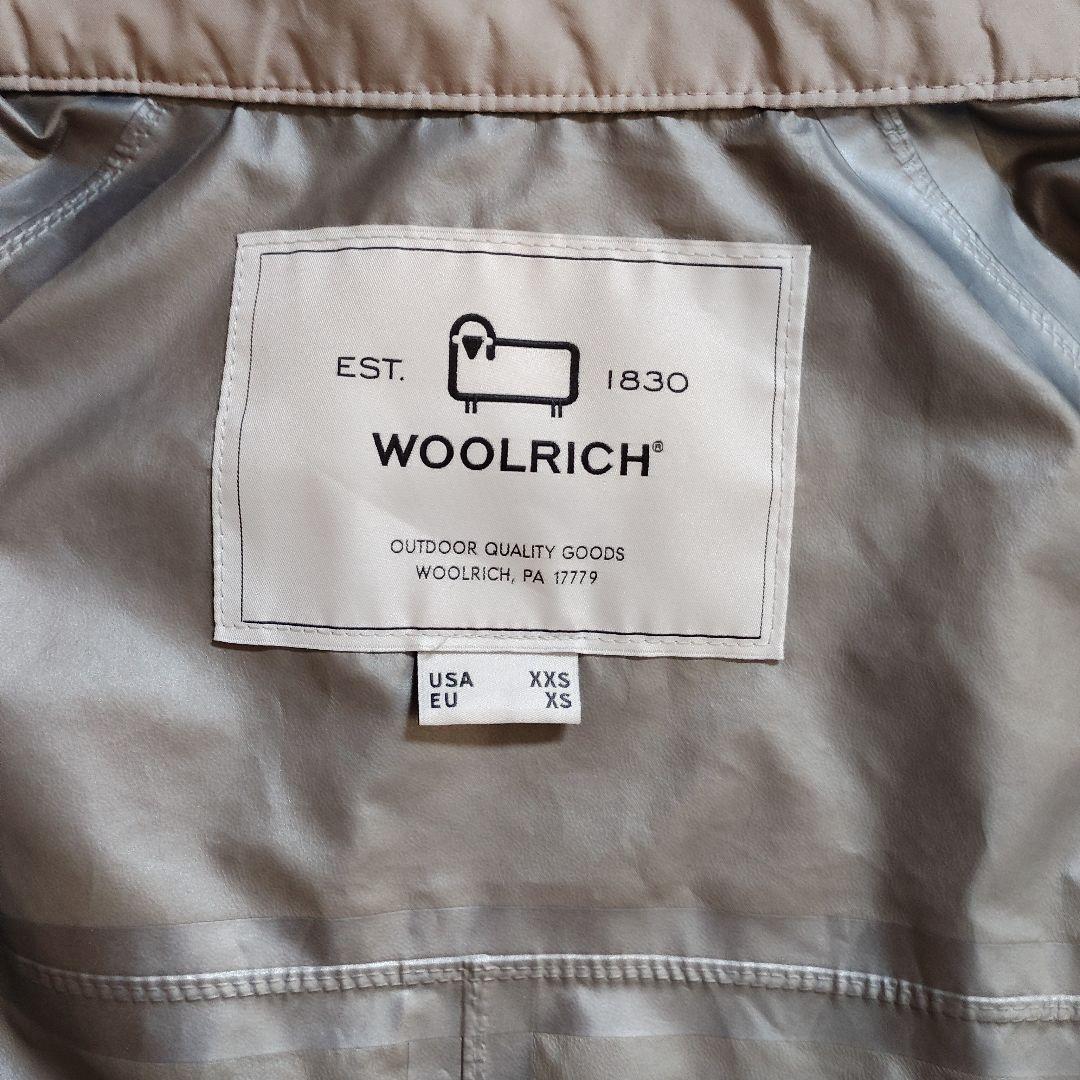 EST. 1830
WOOLRICH®
OUTDOOR QUALITY GOODS
WOOLRICH, PA 17779
USA XXS
EU XS